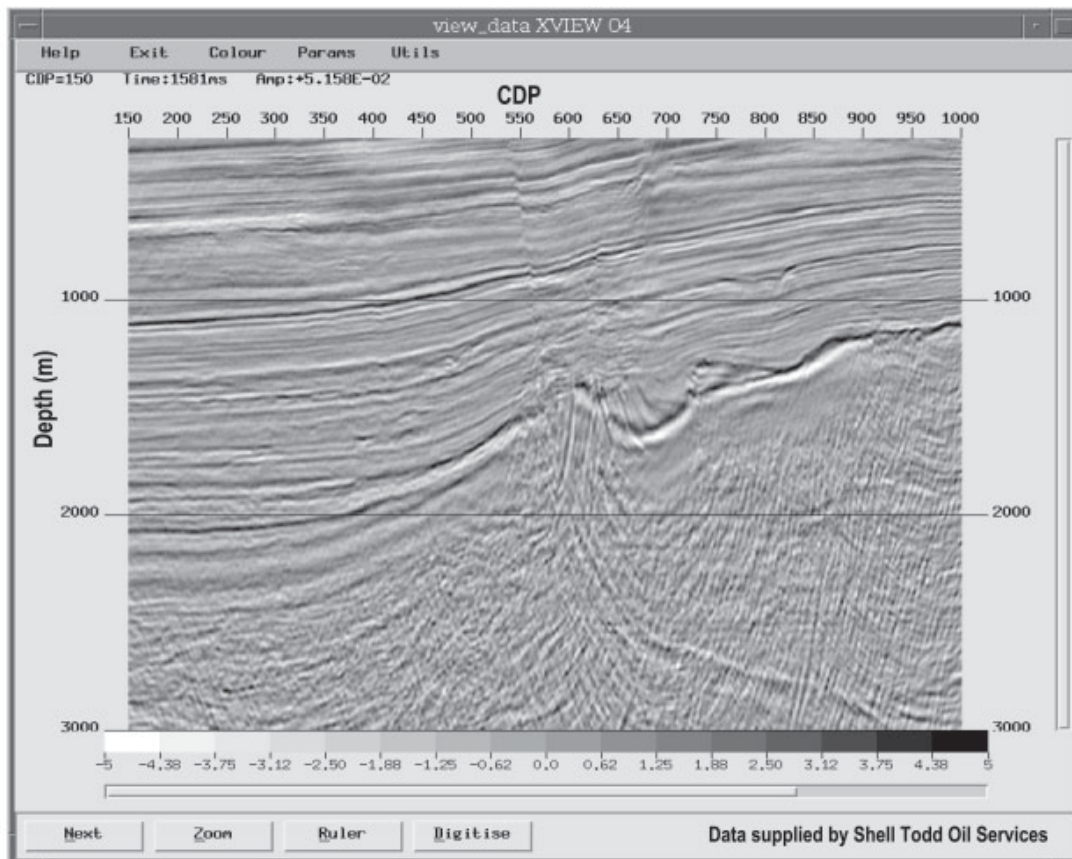 view_data XVIEW 04
Help Exit Colour Params Utils
CDP=150 Time:1581ms Amp:+5.158E-02
CDP
150 200 250 300 350 400 450 500 550 600 650 700 750 800 850 900 950 1000
1000 1000
Depth (m)
2000 2000
3000 3000
-5 -4.38 -3.75 -3.12 -2.50 -1.88 -1.25 -0.62 0.0 0.62 1.25 1.88 2.50 3.12 3.75 4.38 5
Next Zoom Ruler Digitise Data supplied by Shell Todd Oil Services